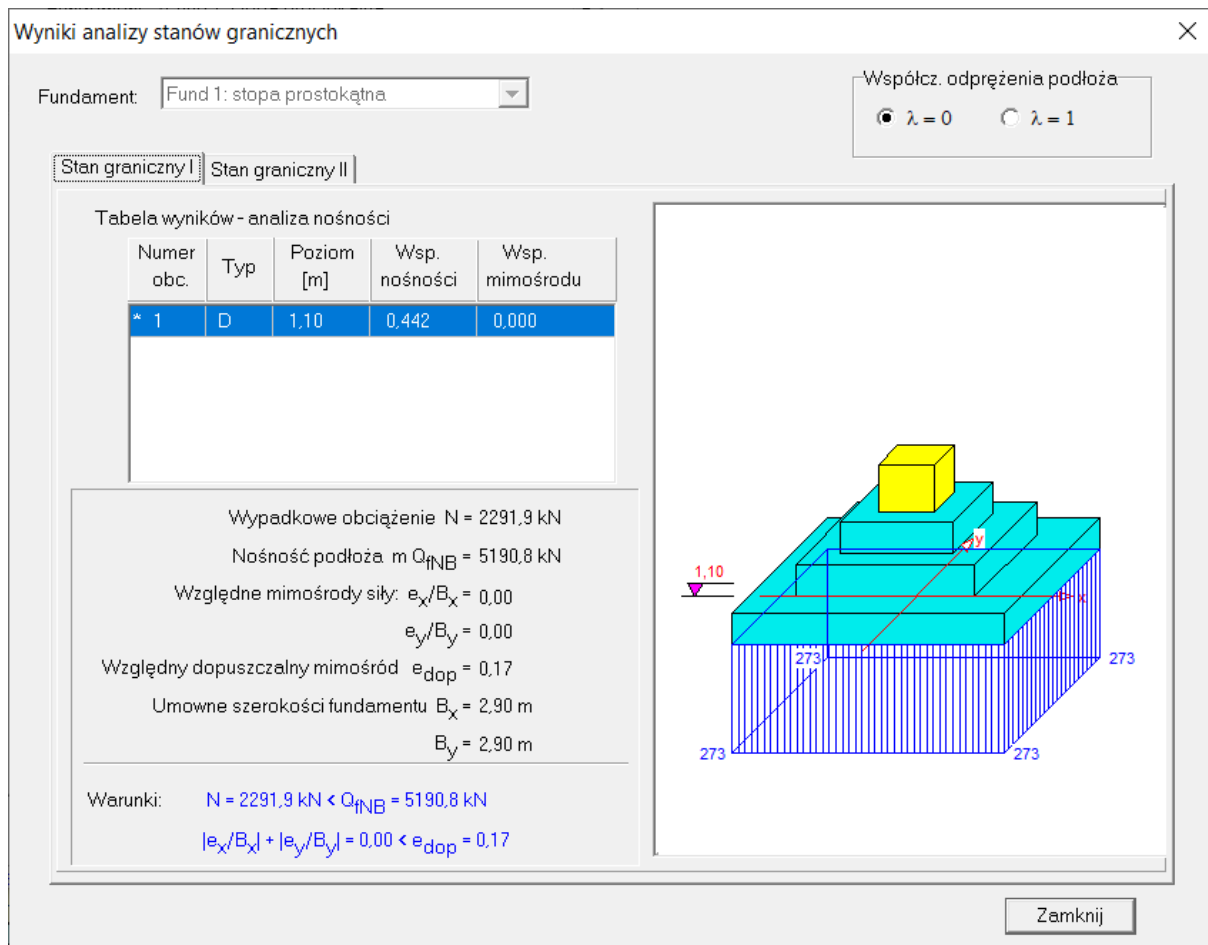 Wyniki analizy stanów granicznych
Fundament: Fund 1: stopa prostokątna
Współcz. odprężenia podłoża
λ = 0 λ = 1
Stan graniczny I Stan graniczny II
Tabela wyników - analiza nośności
Numer obc. Typ Poziom [m] Wsp. nośności Wsp. mimośrodu
* 1 D 1,10 0,442 0,000
Wypadkowe obciążenie N = 2291,9 kN
Nośność podłoża m QfNB = 5190,8 kN
Względne mimośrody siły: ex/Bx = 0,00
ey/By = 0,00
Względny dopuszczalny mimośród edop = 0,17
Umowne szerokości fundamentu Bx = 2,90 m
By = 2,90 m
Warunki: N = 2291,9 kN < QfNB = 5190,8 kN
|ex/Bx| + |ey/By| = 0,00 < edop = 0,17
y
1,10
x
273
273
273
273
Zamknij